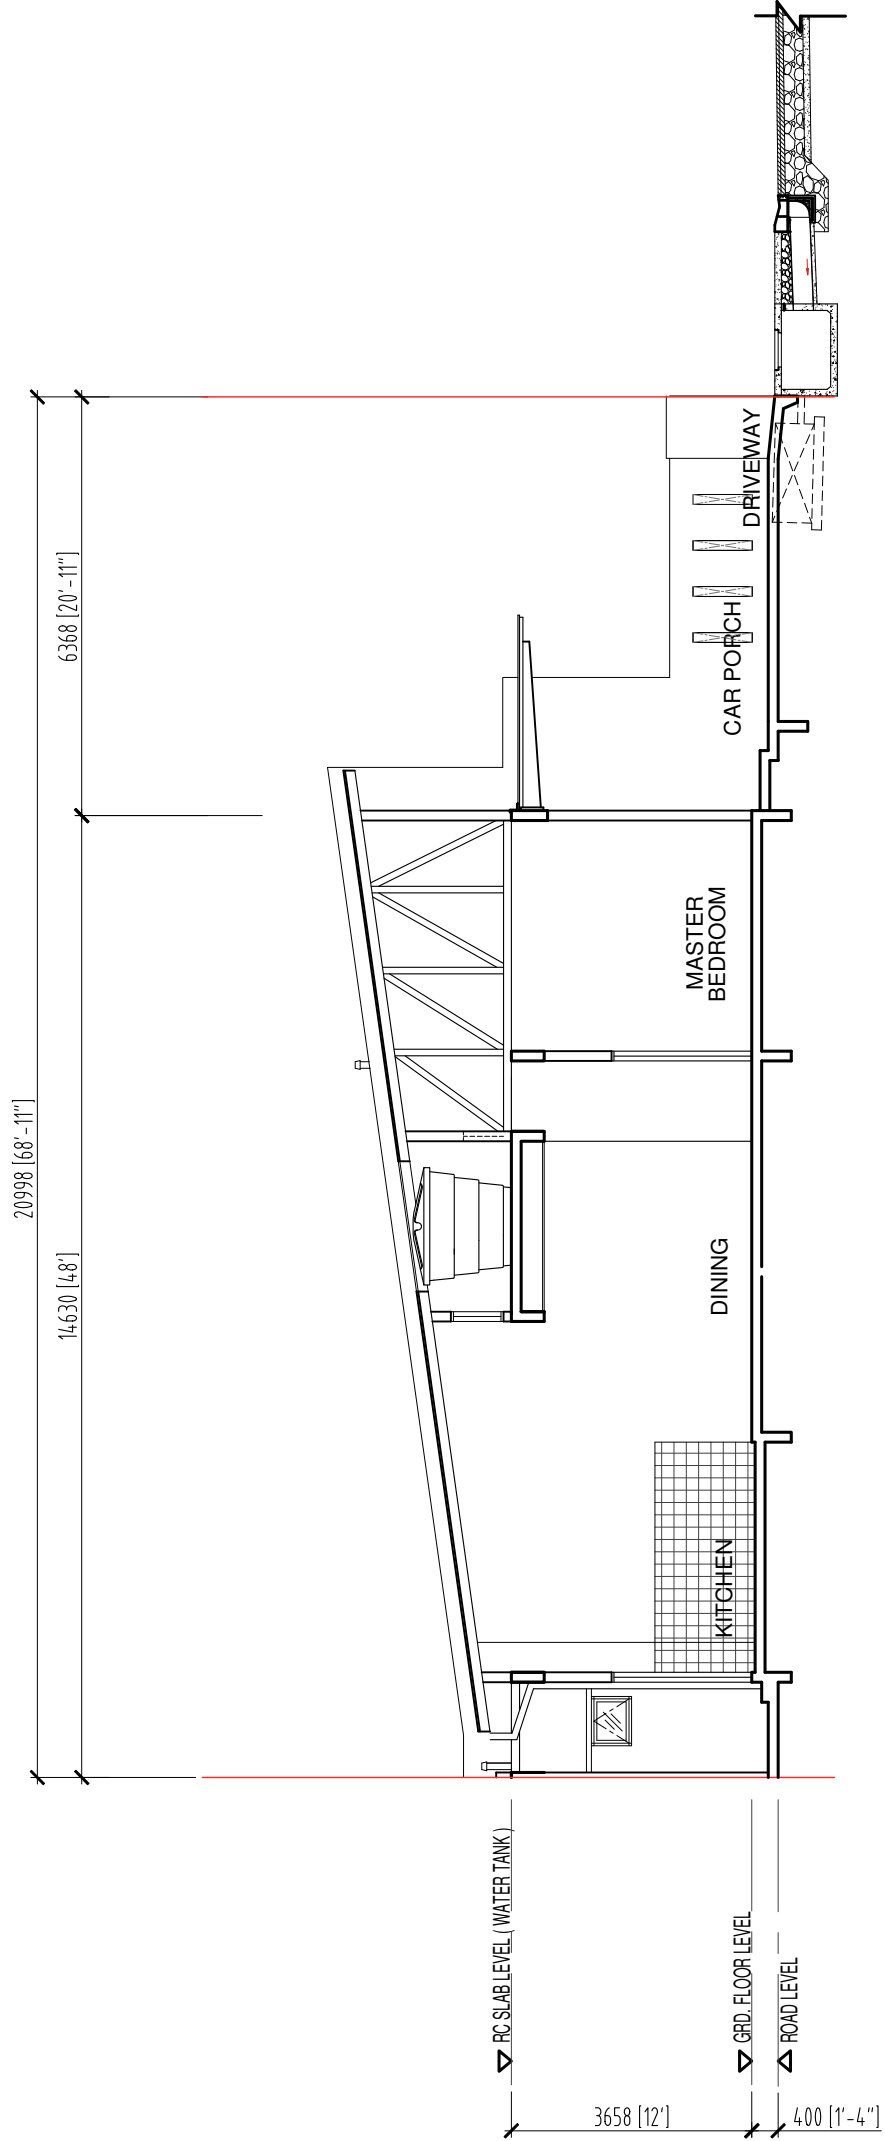 20998 [68'-11"]
14630 [48']
6368 [20'-11"]
RC SLAB LEVEL ( WATER TANK )
GRD. FLOOR LEVEL
ROAD LEVEL
3658 [12']
400 [1'-4"]
KITCHEN
DINING
MASTER
BEDROOM
CAR PORCH
DRIVEWAY